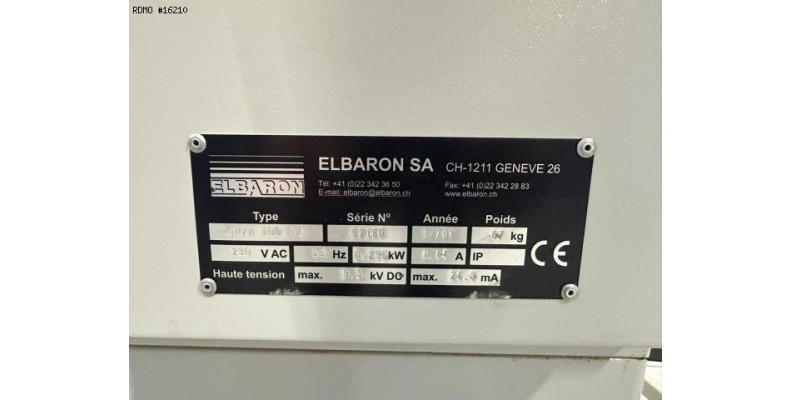 RDMO #16210
ELBARON SA CH-1211 GENEVE 26
ELBARON
Tél: +41 (0)22 342 36 50 Fax: +41 (0)22 342 28 83
E-mail: elbaron@elbaron.ch www.elbaron.ch
Type Série N° Année Poids
kg
230 V AC 50 Hz kW A IP CE
Haute tension max. kV DC max. mA